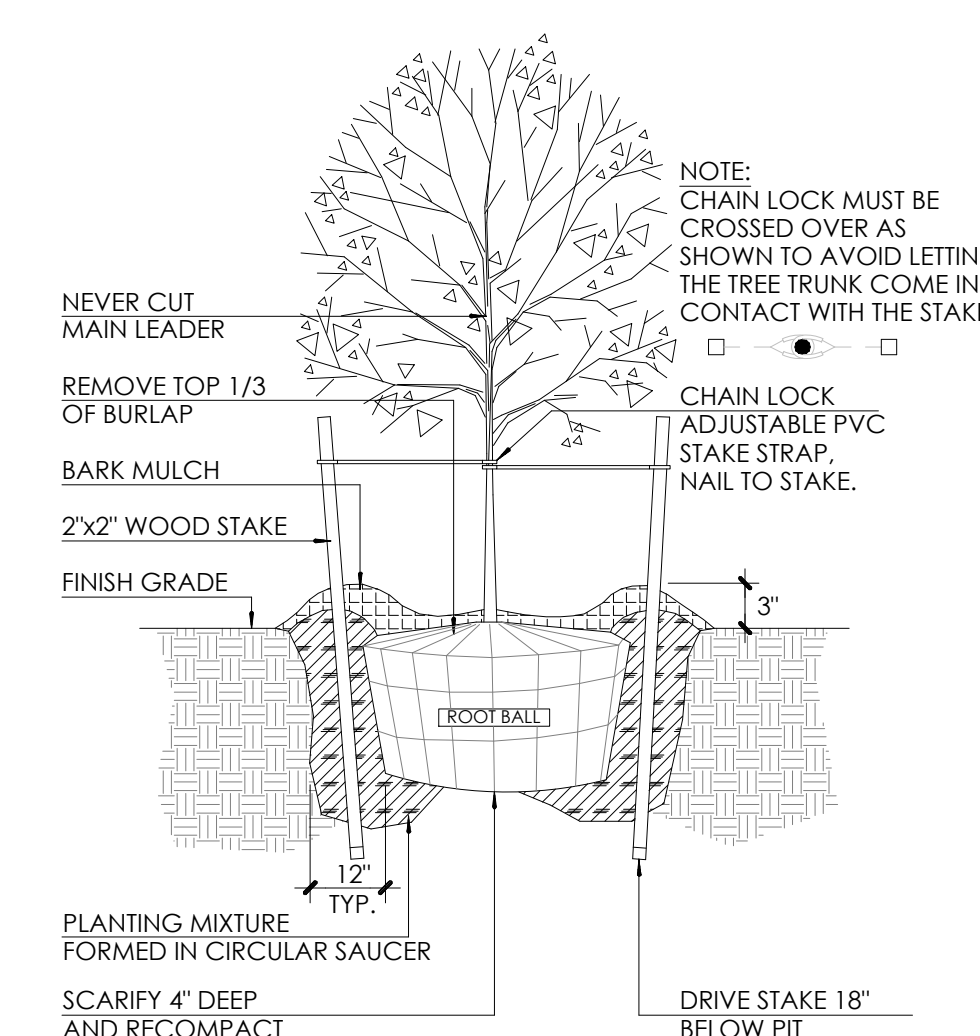 NOTE:
CHAIN LOCK MUST BE
CROSSED OVER AS
SHOWN TO AVOID LETTIN
THE TREE TRUNK COME IN
CONTACT WITH THE STAK
NEVER CUT
MAIN LEADER
REMOVE TOP 1/3
OF BURLAP
CHAIN LOCK
ADJUSTABLE PVC
STAKE STRAP,
NAIL TO STAKE.
BARK MULCH
2"x2" WOOD STAKE
FINISH GRADE
3"
ROOT BALL
12"
TYP.
PLANTING MIXTURE
FORMED IN CIRCULAR SAUCER
SCARIFY 4" DEEP
AND RECOMPACT
DRIVE STAKE 18"
BELOW PIT